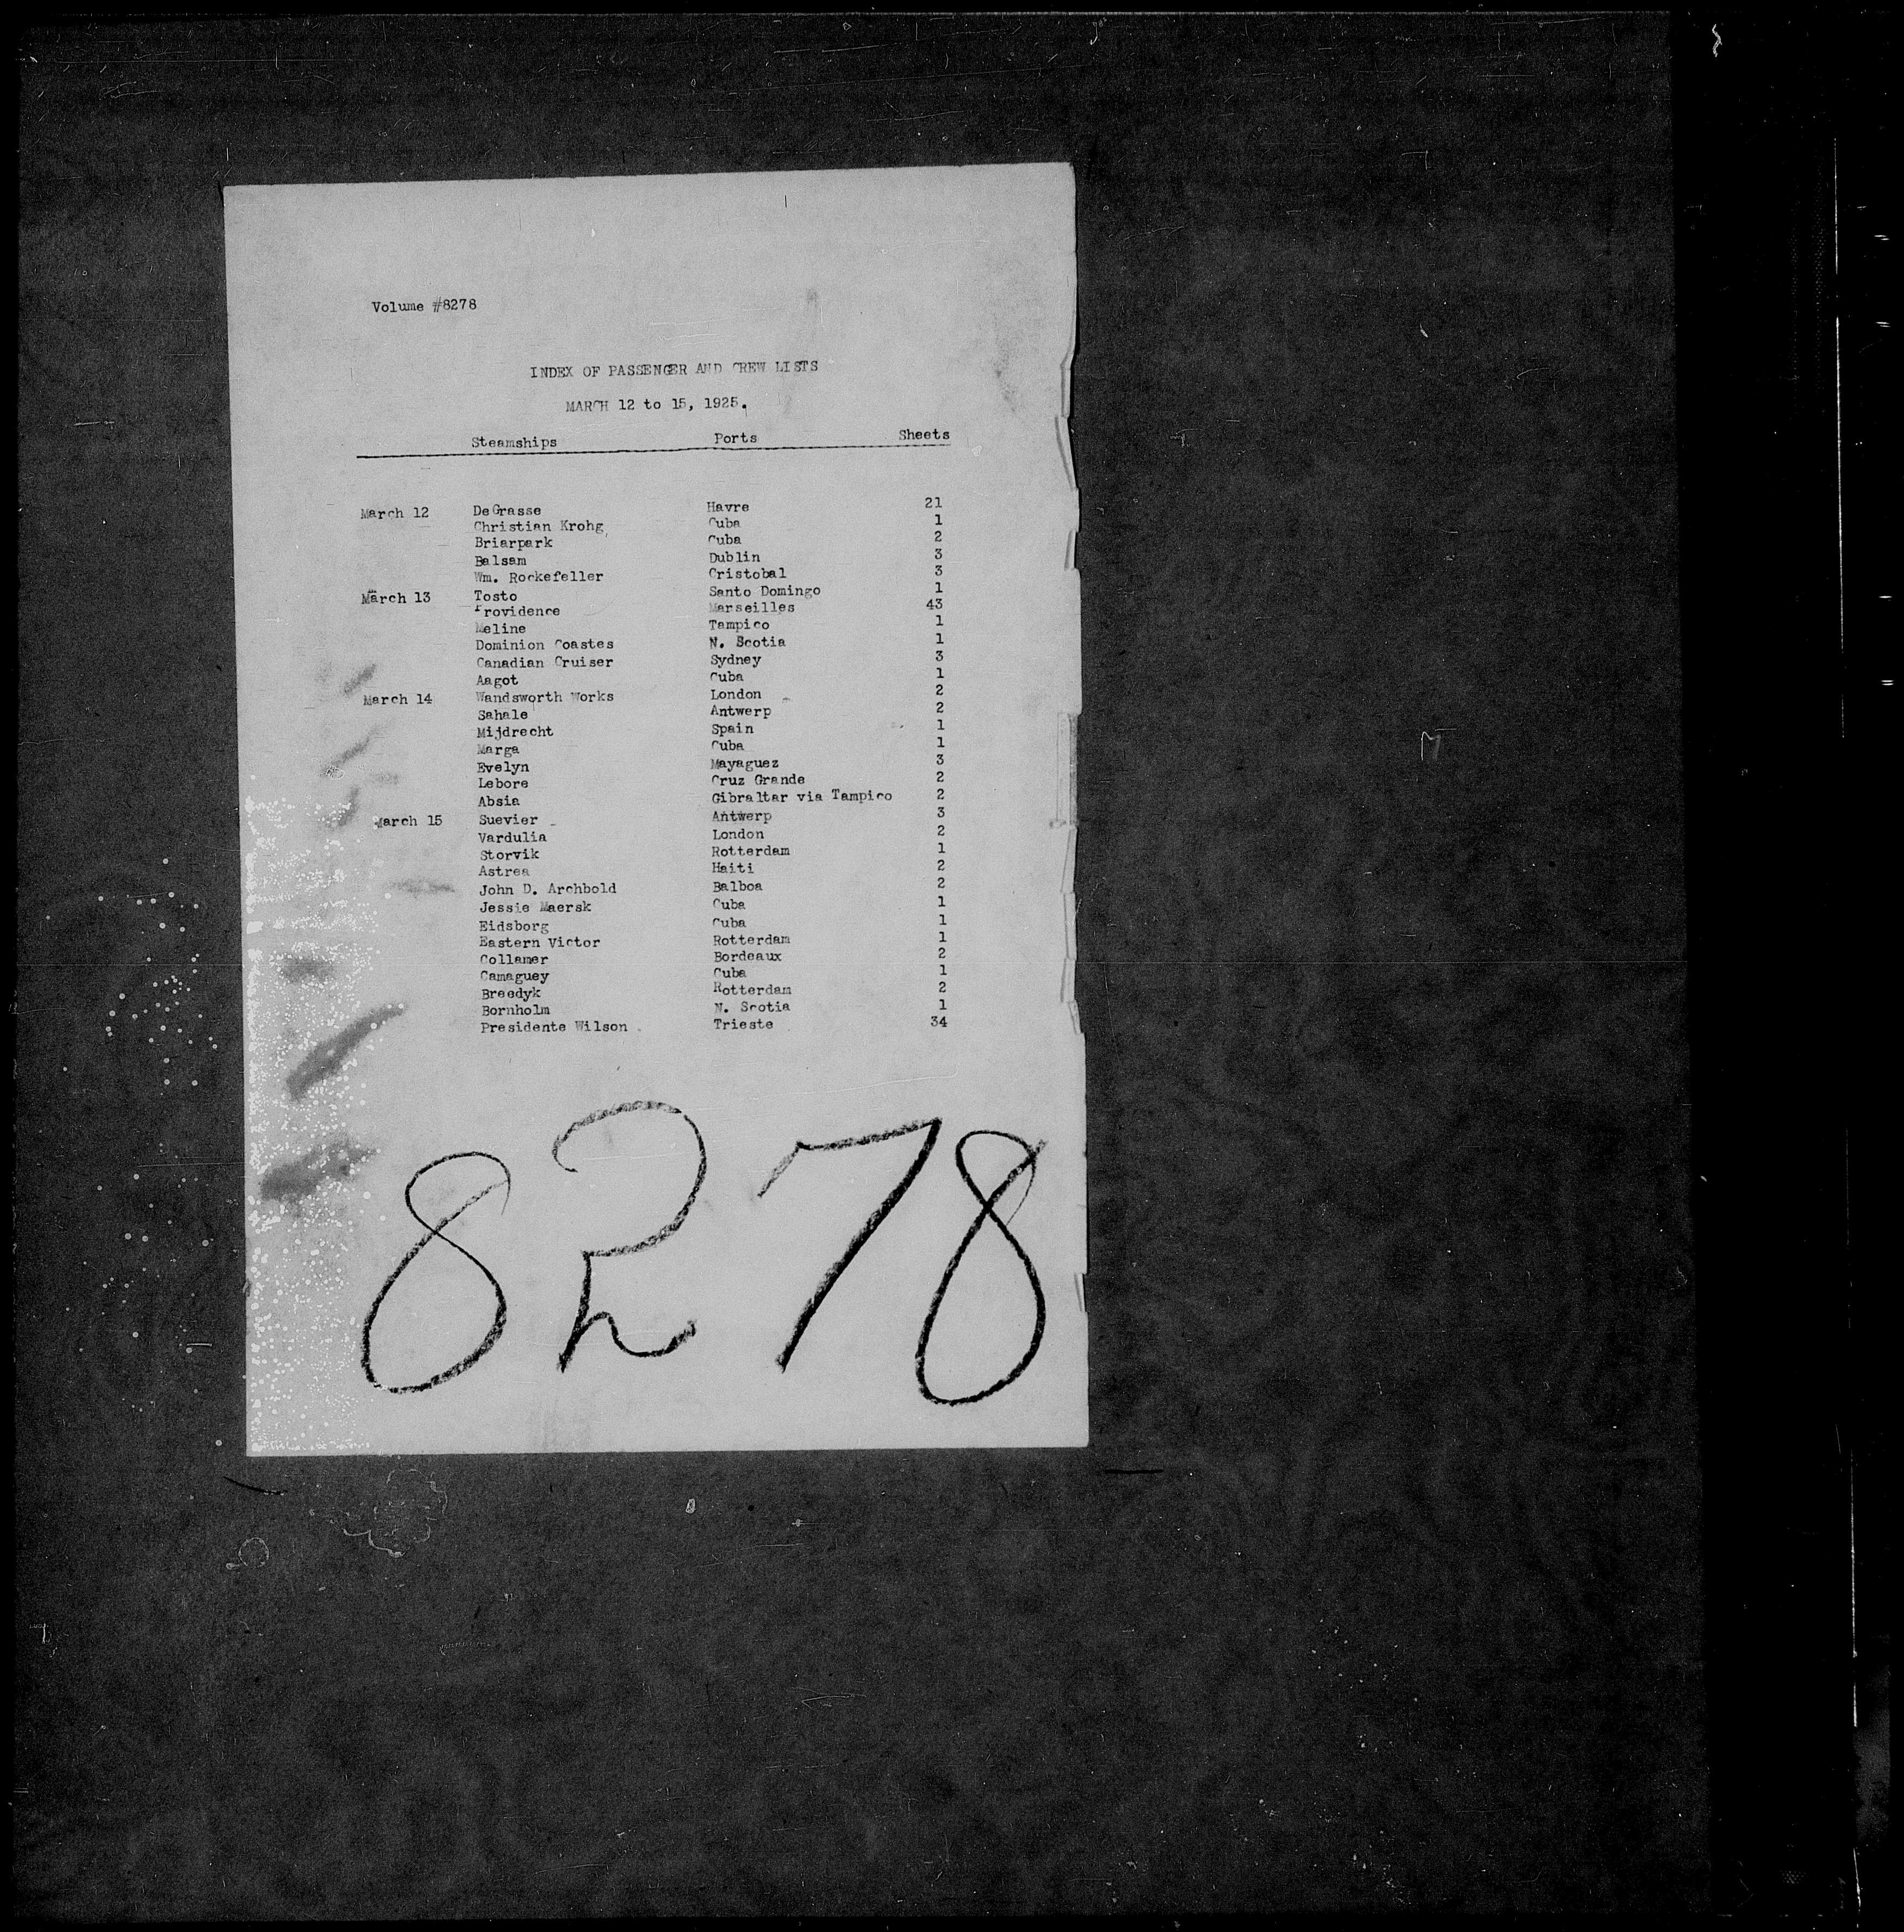 Volume #8278
INDEX OF PASSENGER AND CREW LISTS
MARCH 12 to 15, 1925.
Steamships Ports Sheets
March 12 DeGrasse Havre 21
Christian Krohg Cuba 1
Briarpark Cuba 2
Balsam Dublin 3
Wm. Rockefeller Cristobal 3
March 13 Tosto Santo Domingo 1
Providence Marseilles 43
Meline Tampico 1
Dominion Coastes N. Scotia 1
Canadian Cruiser Sydney 3
Aagot Cuba 1
March 14 Wandsworth Works London 2
Sahale Antwerp 2
Mijdrecht Spain 1
Marga Cuba 1
Evelyn Mayaguez 3
Lebore Cruz Grande 2
Absia Gibraltar via Tampico 2
March 15 Suevier Antwerp 3
Vardulia London 2
Storvik Rotterdam 1
Astrea Haiti 2
John D. Archbold Balboa 2
Jessie Maersk Cuba 1
Eidsborg Cuba 1
Eastern Victor Rotterdam 1
Collamer Bordeaux 2
Camaguey Cuba 1
Breedyk Rotterdam 2
Bornholm N. Scotia 1
Presidente Wilson Trieste 34
8278